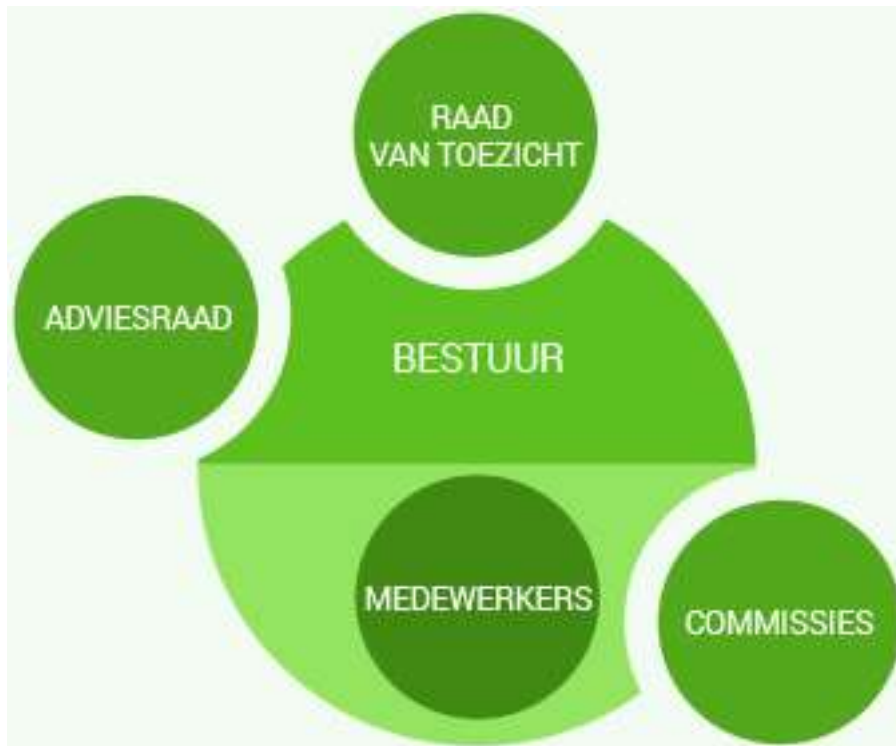 RAAD
VAN TOEZICHT
ADVIESRAAD
BESTUUR
MEDEWERKERS
COMMISSIES